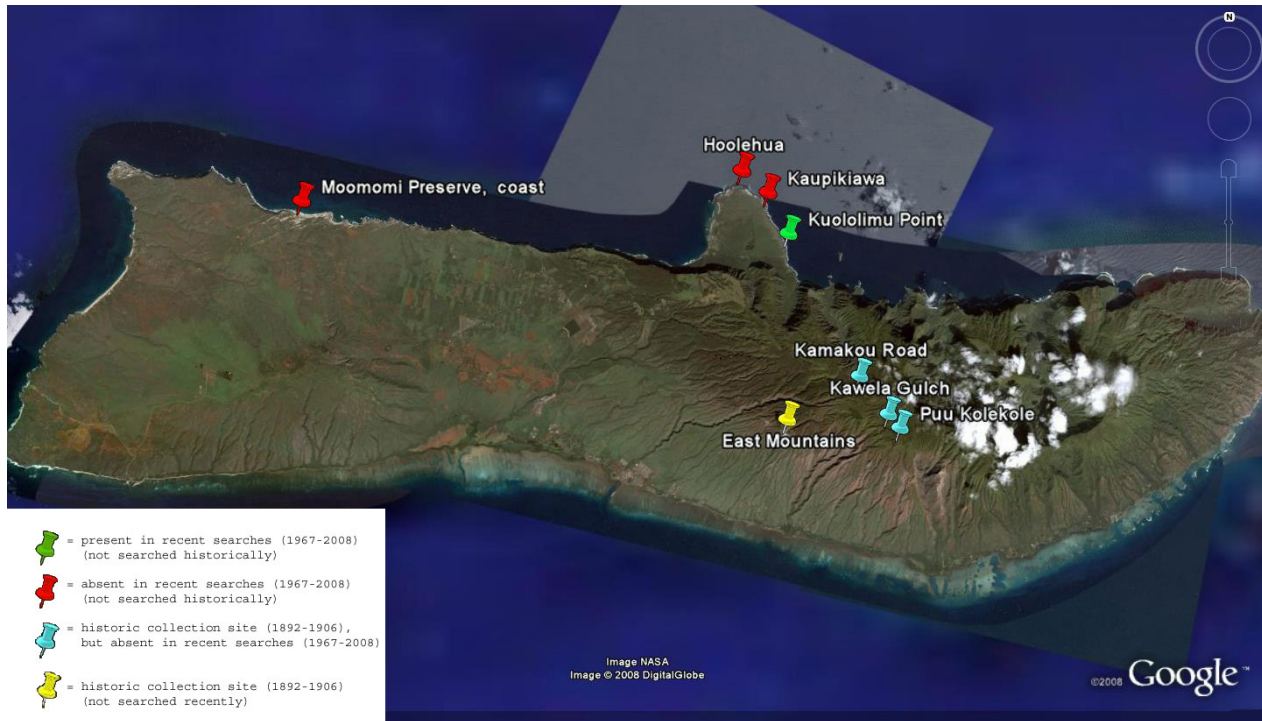 N
Hoolehua
Kaupikiawa
Moomomi Preserve, coast
Kuololimu Point
Kamakou Road
Kawela Gulch
Puu Kolekole
East Mountains
= present in recent searches (1967-2008)
(not searched historically)
= absent in recent searches (1967-2008)
(not searched historically)
= historic collection site (1892-1906),
but absent in recent searches (1967-2008)
= historic collection site (1892-1906)
(not searched recently)
Image NASA
Image © 2008 DigitalGlobe
©2008 Google™